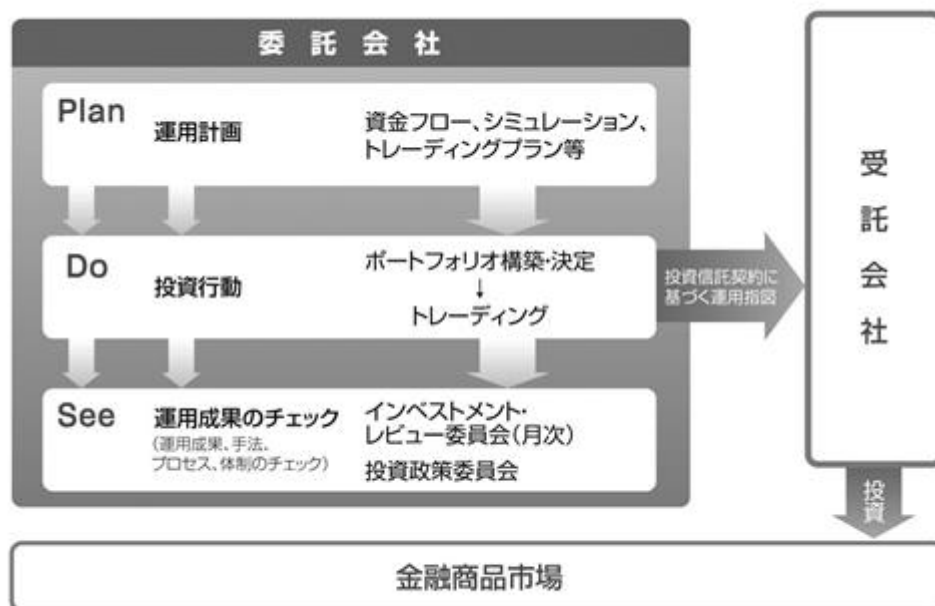 委託会社
Plan
運用計画
資金フロー、シミュレーション、
トレーディングプラン等
Do
投資行動
ポートフォリオ構築・決定
↓
トレーディング
投資信託契約に
基づく運用指図
See
運用成果のチェック
(運用成果、手法、
プロセス、体制のチェック)
インベストメント・
レビュー委員会(月次)
投資政策委員会
受託会社
投資
金融商品市場